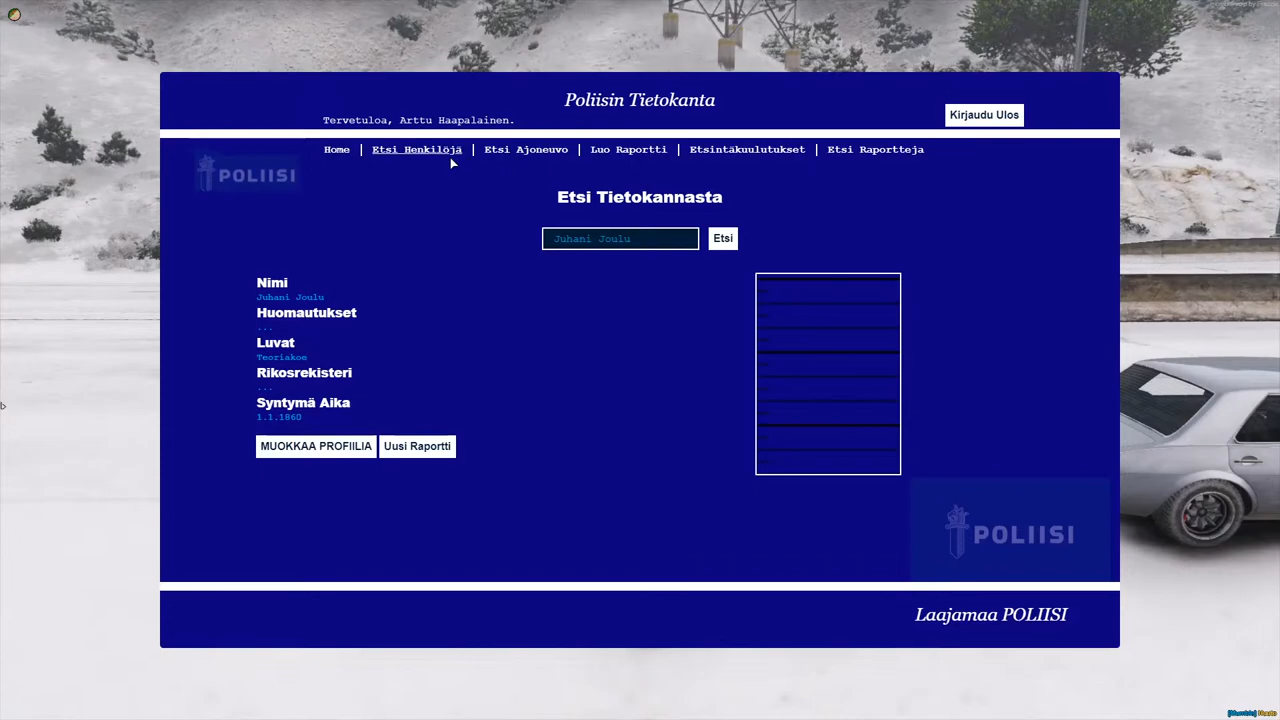 Poliisin Tietokanta
Tervetuloa, Arttu Haapalainen.
Kirjaudu Ulos
Home | Etsi Henkilöjä | Etsi Ajoneuvo | Luo Raportti | Etsintäkuulutukset | Etsi Raportteja
POLIISI
Etsi Tietokannasta
Juhani Joulu
Etsi
Nimi
Juhani Joulu
Huomautukset
...
Luvat
Teoriakoe
Rikosrekisteri
...
Syntymä Aika
1.1.1860
MUOKKAA PROFIILIA
Uusi Raportti
POLIISI
Laajamaa POLIISI